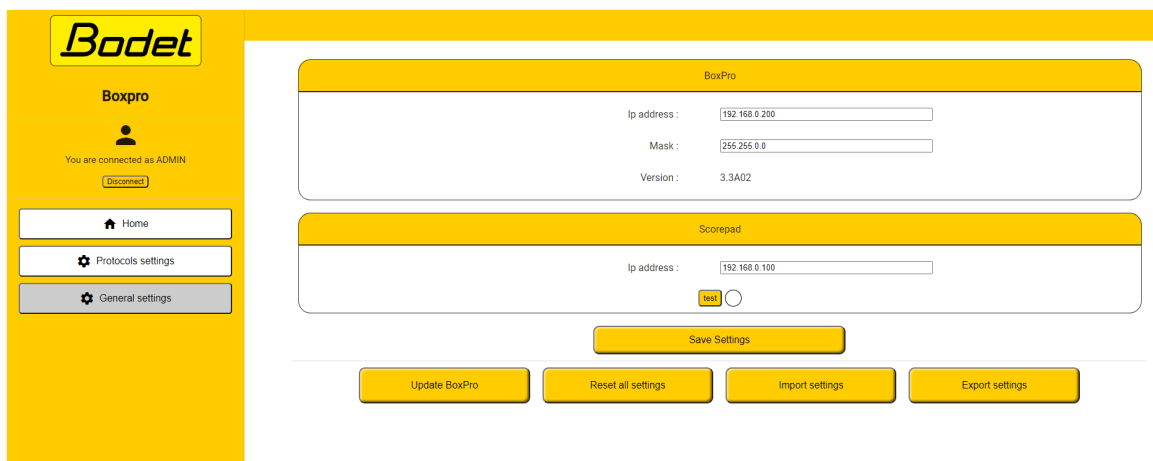 Bodet
Boxpro
You are connected as ADMIN
Disconnect
Home
Protocols settings
General settings
BoxPro
Ip address : 192.168.0.200
Mask : 255.255.0.0
Version : 3.3A02
Scorepad
Ip address : 192.168.0.100
test
Save Settings
Update BoxPro Reset all settings Import settings Export settings